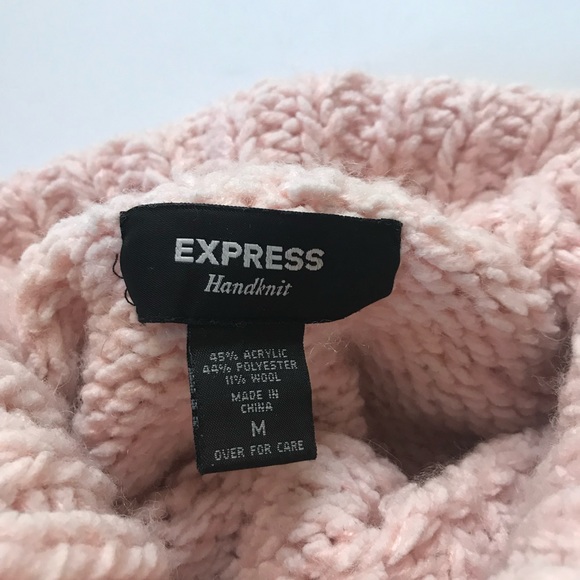 EXPRESS
Handknit
45% ACRYLIC
44% POLYESTER
11% WOOL
MADE IN
CHINA
M
OVER FOR CARE